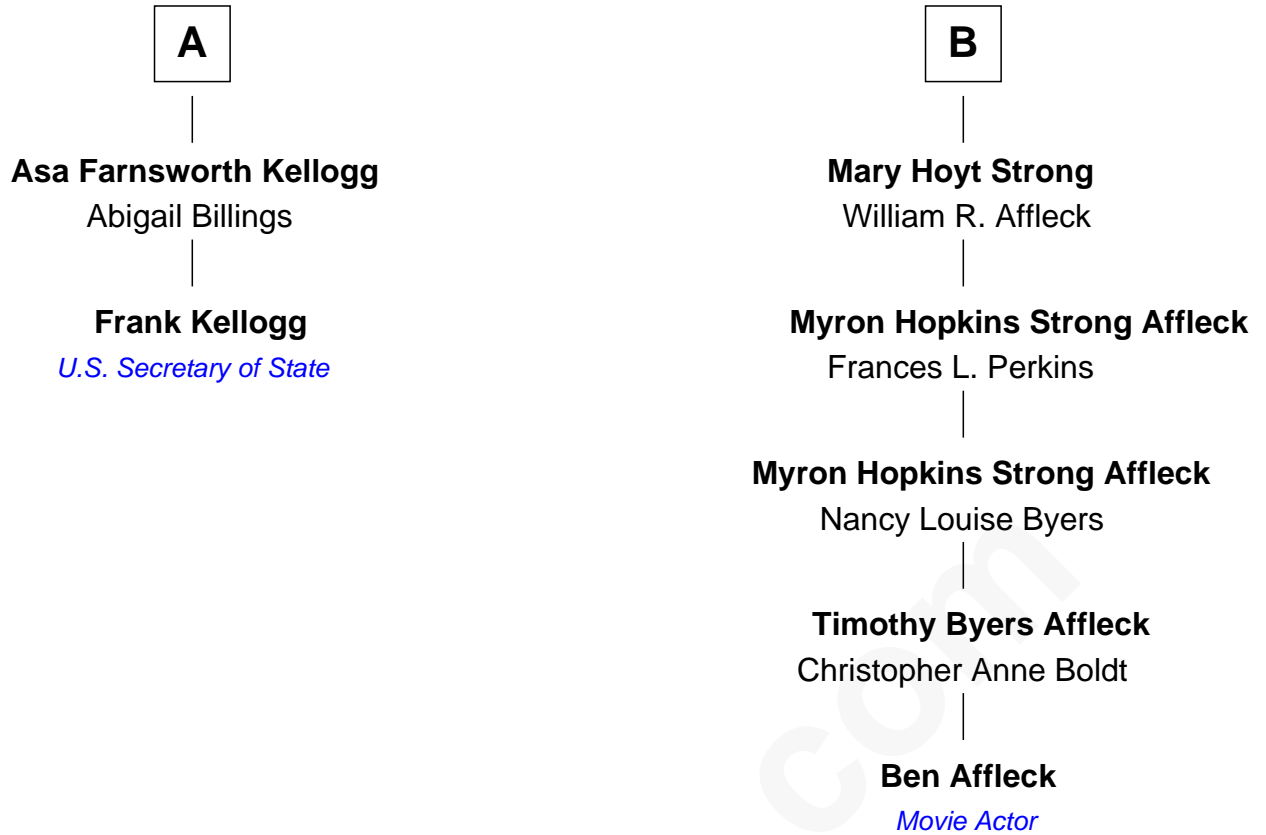 A
Asa Farnsworth Kellogg
Abigail Billings
Frank Kellogg
U.S. Secretary of State
B
Mary Hoyt Strong
William R. Affleck
Myron Hopkins Strong Affleck
Frances L. Perkins
Myron Hopkins Strong Affleck
Nancy Louise Byers
Timothy Byers Affleck
Christopher Anne Boldt
Ben Affleck
Movie Actor
com